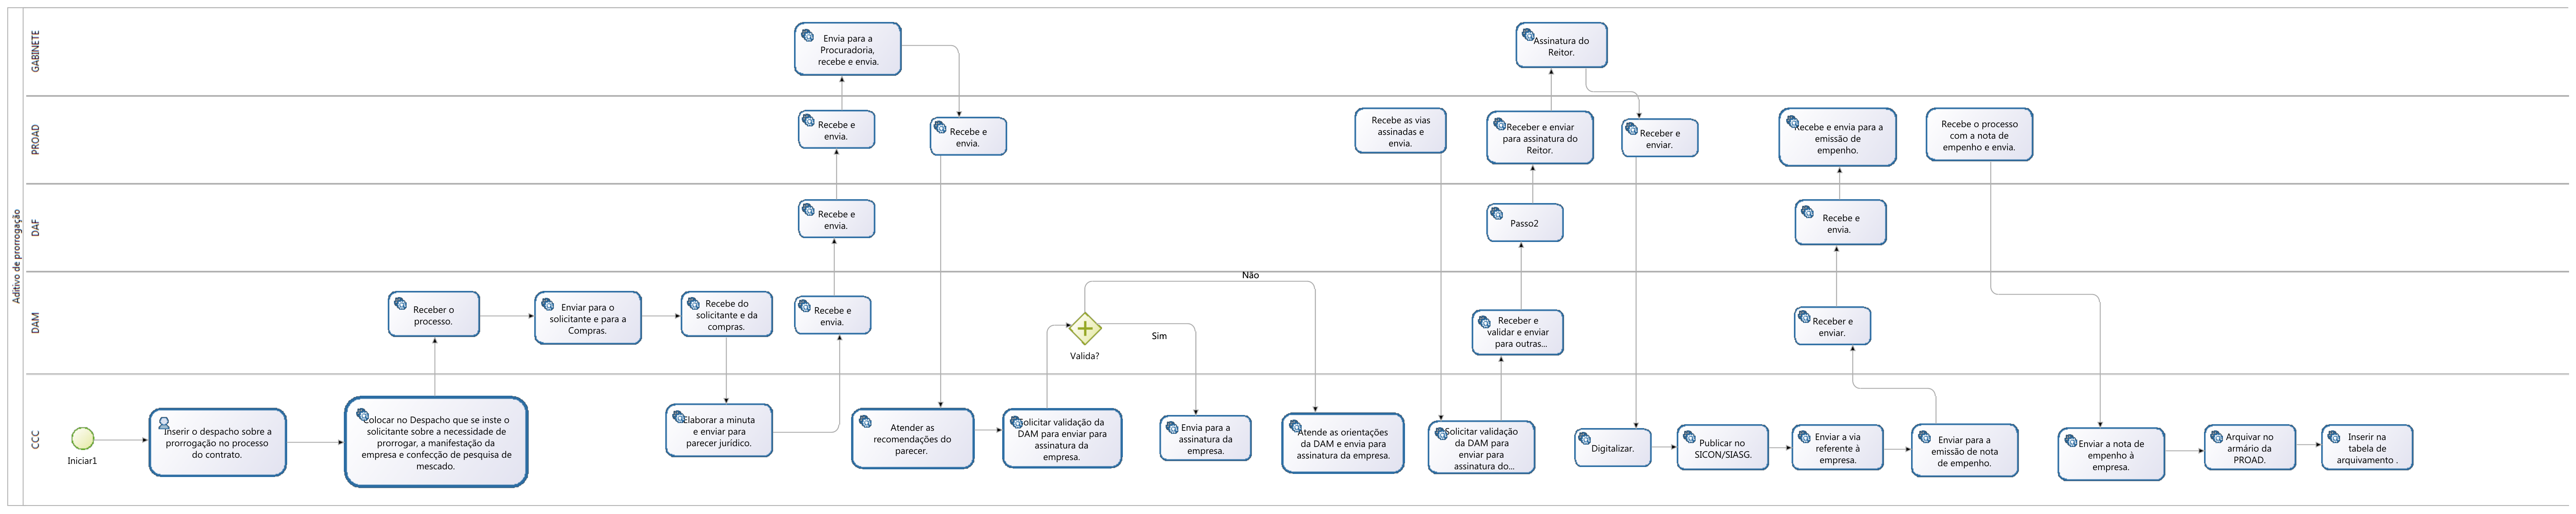 Aditivo de prorrogação
GABINETE
Envia para a
Procuradoria,
recebe e envia.
Assinatura do
Reitor.
PROAD
Recebe e
envia.
Recebe e
envia.
Recebe as vias
assinadas e
envia.
Receber e enviar
para assinatura do
Reitor.
Receber e
enviar.
Recebe e envia para a
emissão de
empenho.
Recebe o processo
com a nota de
empenho e envia.
DAF
Recebe e
envia.
Passo2
Recebe e
envia.
DAM
Receber o
processo.
Enviar para o
solicitante e para a
Compras.
Recebe do
solicitante e da
compras.
Recebe e
envia.
Valida?
Não
Sim
Receber e
validar e enviar
para outras...
Receber e
enviar.
CCC
Iniciar1
Inserir o despacho sobre a
prorrogação no processo
do contrato.
Colocar no Despacho que se inste o
solicitante sobre a necessidade de
prorrogar, a manifestação da
empresa e confecção de pesquisa de
mescado.
Elaborar a minuta
e enviar para
parecer jurídico.
Atender as
recomendações do
parecer.
Solicitar validação da
DAM para enviar para
assinatura da
empresa.
Envia para a
assinatura da
empresa.
Atende as orientações
da DAM e envia para
assinatura da empresa.
Solicitar validação
da DAM para
enviar para
assinatura do...
Digitalizar.
Publicar no
SICON/SIASG.
Enviar a via
referente à
empresa.
Enviar para a
emissão de nota
de empenho.
Enviar a nota de
empenho à
empresa.
Arquivar no
armário da
PROAD.
Inserir na
tabela de
arquivamento .